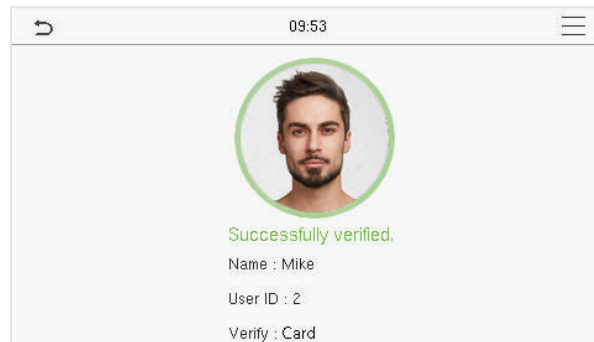 09:53
Successfully verified.
Name : Mike
User ID : 2
Verify : Card